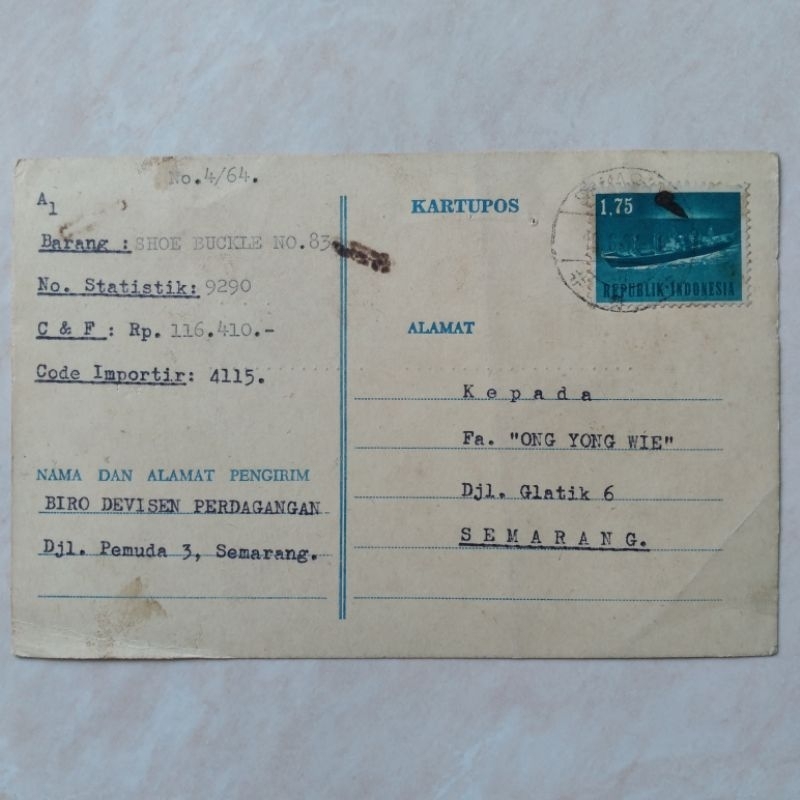 No.4/64.
A1
Barang : SHOE BUCKLE NO.83
No. Statistik: 9290
C & F : Rp. 116.410.-
Code Importir: 4115.
NAMA DAN ALAMAT PENGIRIM
BIRO DEVISEN PERDAGANGAN
Djl. Pemuda 3, Semarang.
KARTUPOS
1,75
REPUBLIK INDONESIA
ALAMAT
Kepada
Fa. "ONG YONG WIE"
Djl. Glatik 6
SEMARANG.